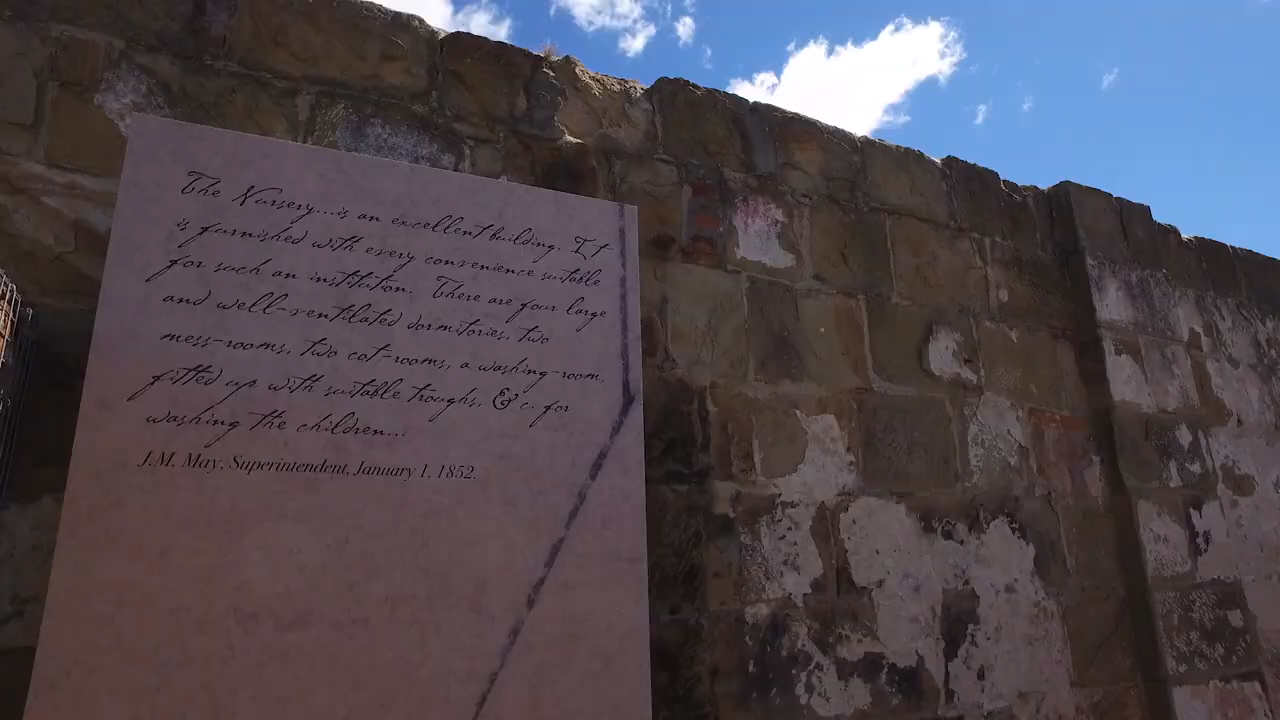 The Nursery...is an excellent building. It
is furnished with every convenience suitable
for such an institution. There are four large
and well-ventilated dormitories, two
mess-rooms, two cot-rooms, a washing-room,
fitted up with suitable troughs, & c. for
washing the children...
J.M. May, Superintendent, January 1, 1852.